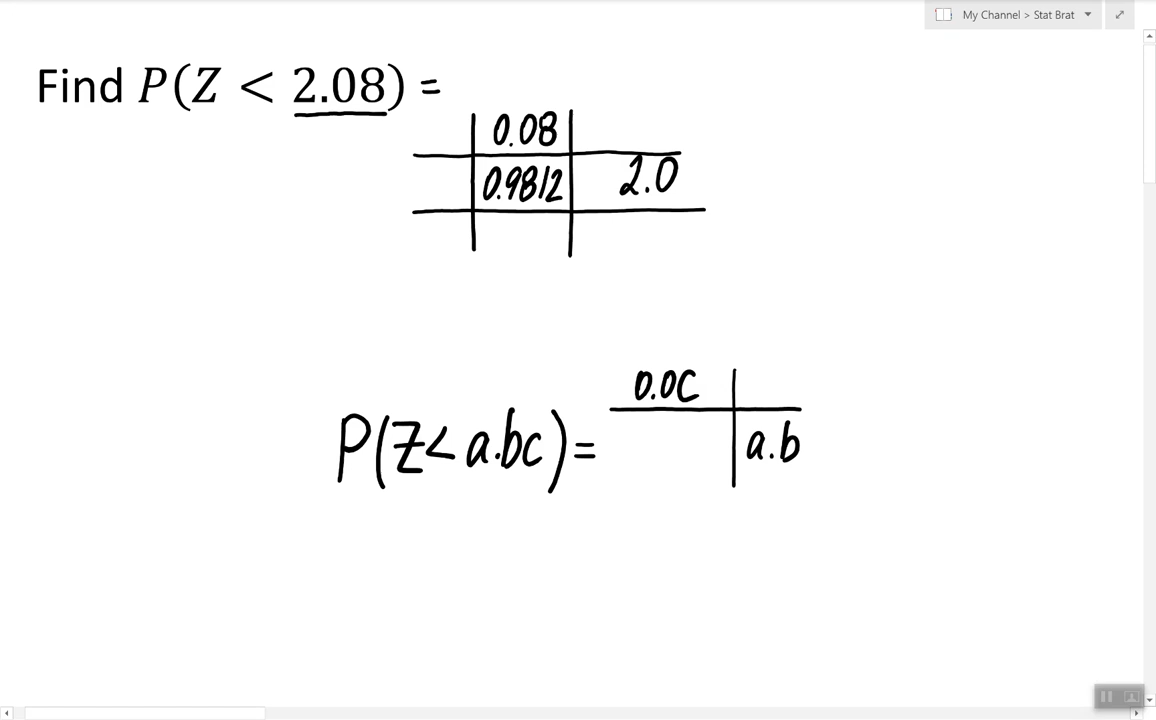 My Channel > Stat Brat
Find P(Z < 2.08) =
0.08
0.9812 2.0
0.0C
P(Z< a.bc)= a.b